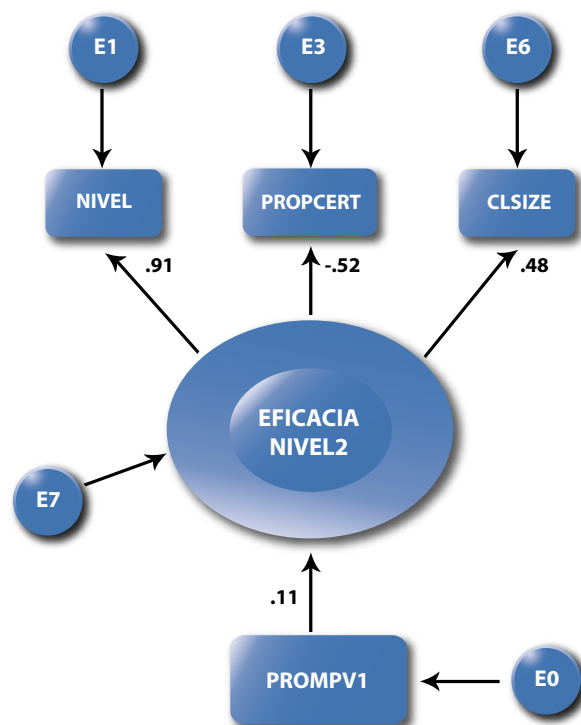 E1
E3
E6
NIVEL
PROPCERT
CLSIZE
.91
-.52
.48
EFICACIA
NIVEL2
E7
.11
PROMPV1
E0